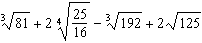 ∛81 + 2 ∜(25/16) − ∛192 + 2 √125